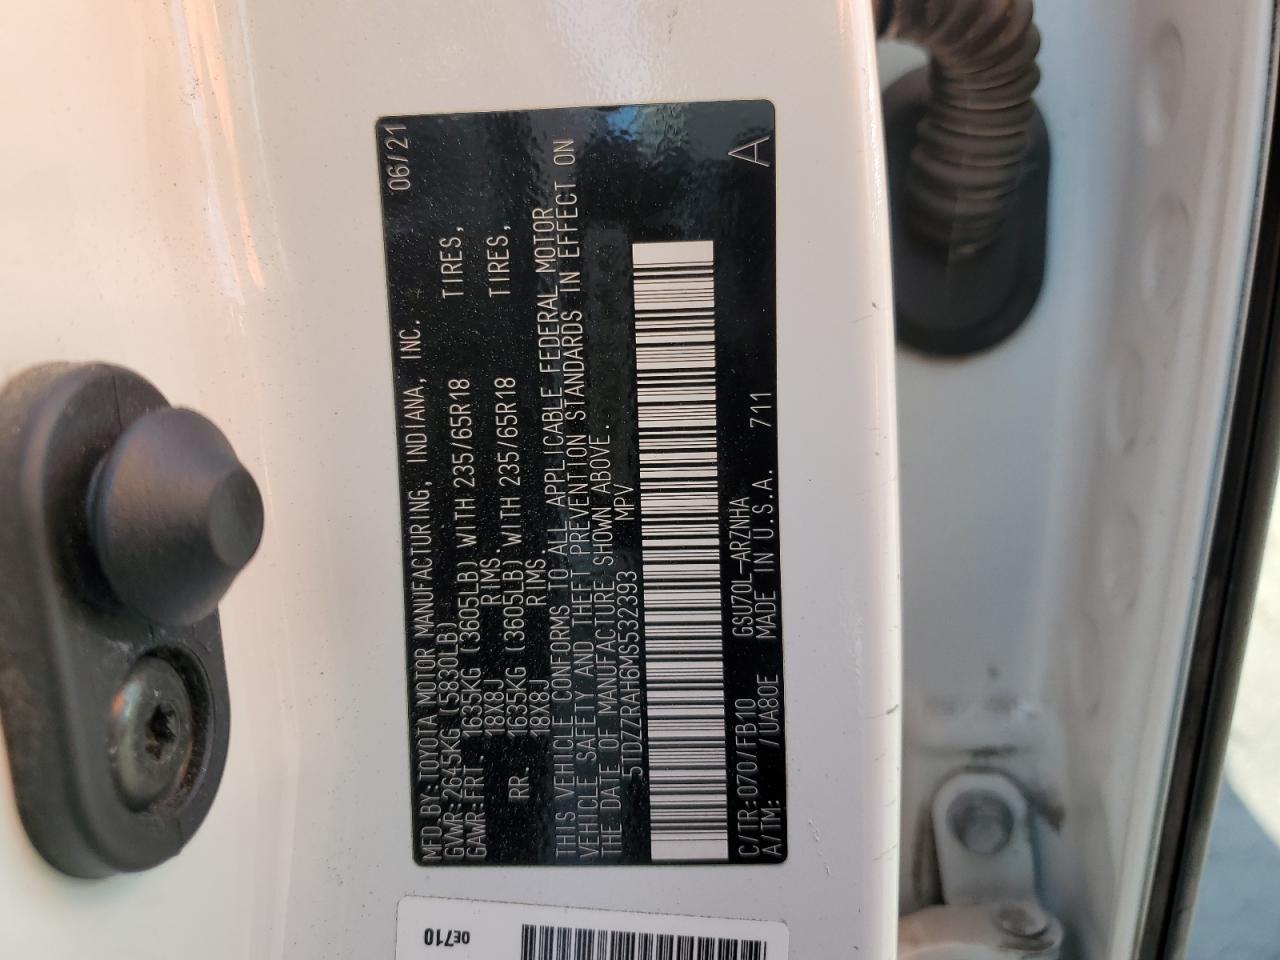 MFD BY:TOYOTA MOTOR MANUFACTURING, INDIANA, INC. 06/21
GVWR:2645KG (5830LB)
GAWR:FRT. 1635KG (3605LB) WITH 235/65R18 TIRES,
18X8J RIMS.
RR. 1635KG (3605LB) WITH 235/65R18 TIRES,
18X8J RIMS.
THIS VEHICLE CONFORMS TO ALL APPLICABLE FEDERAL MOTOR
VEHICLE SAFETY AND THEFT PREVENTION STANDARDS IN EFFECT ON
THE DATE OF MANUFACTURE SHOWN ABOVE.
5TDZZRAH6MS532393 MPV
C/TR:070/FB10 GSU70L-ARZNHA A
A/TM: /UA80E MADE IN U.S.A. 711
0E710